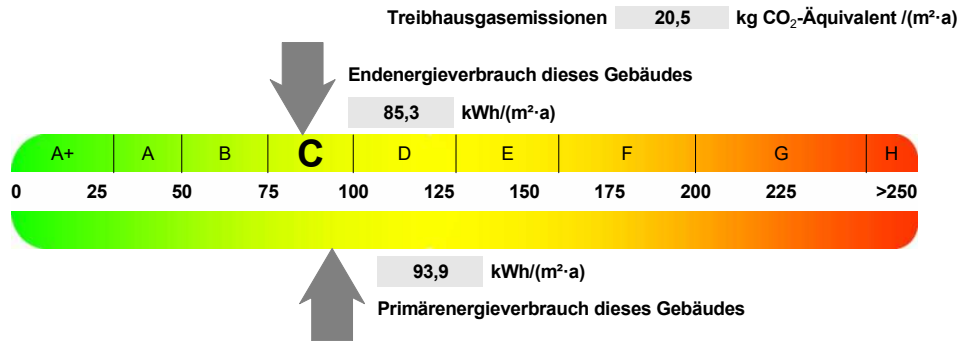 Treibhausgasemissionen 20,5 kg CO₂-Äquivalent /(m²·a)
Endenergieverbrauch dieses Gebäudes
85,3 kWh/(m²·a)
A+ A B C D E F G H
0 25 50 75 100 125 150 175 200 225 >250
93,9 kWh/(m²·a)
Primärenergieverbrauch dieses Gebäudes